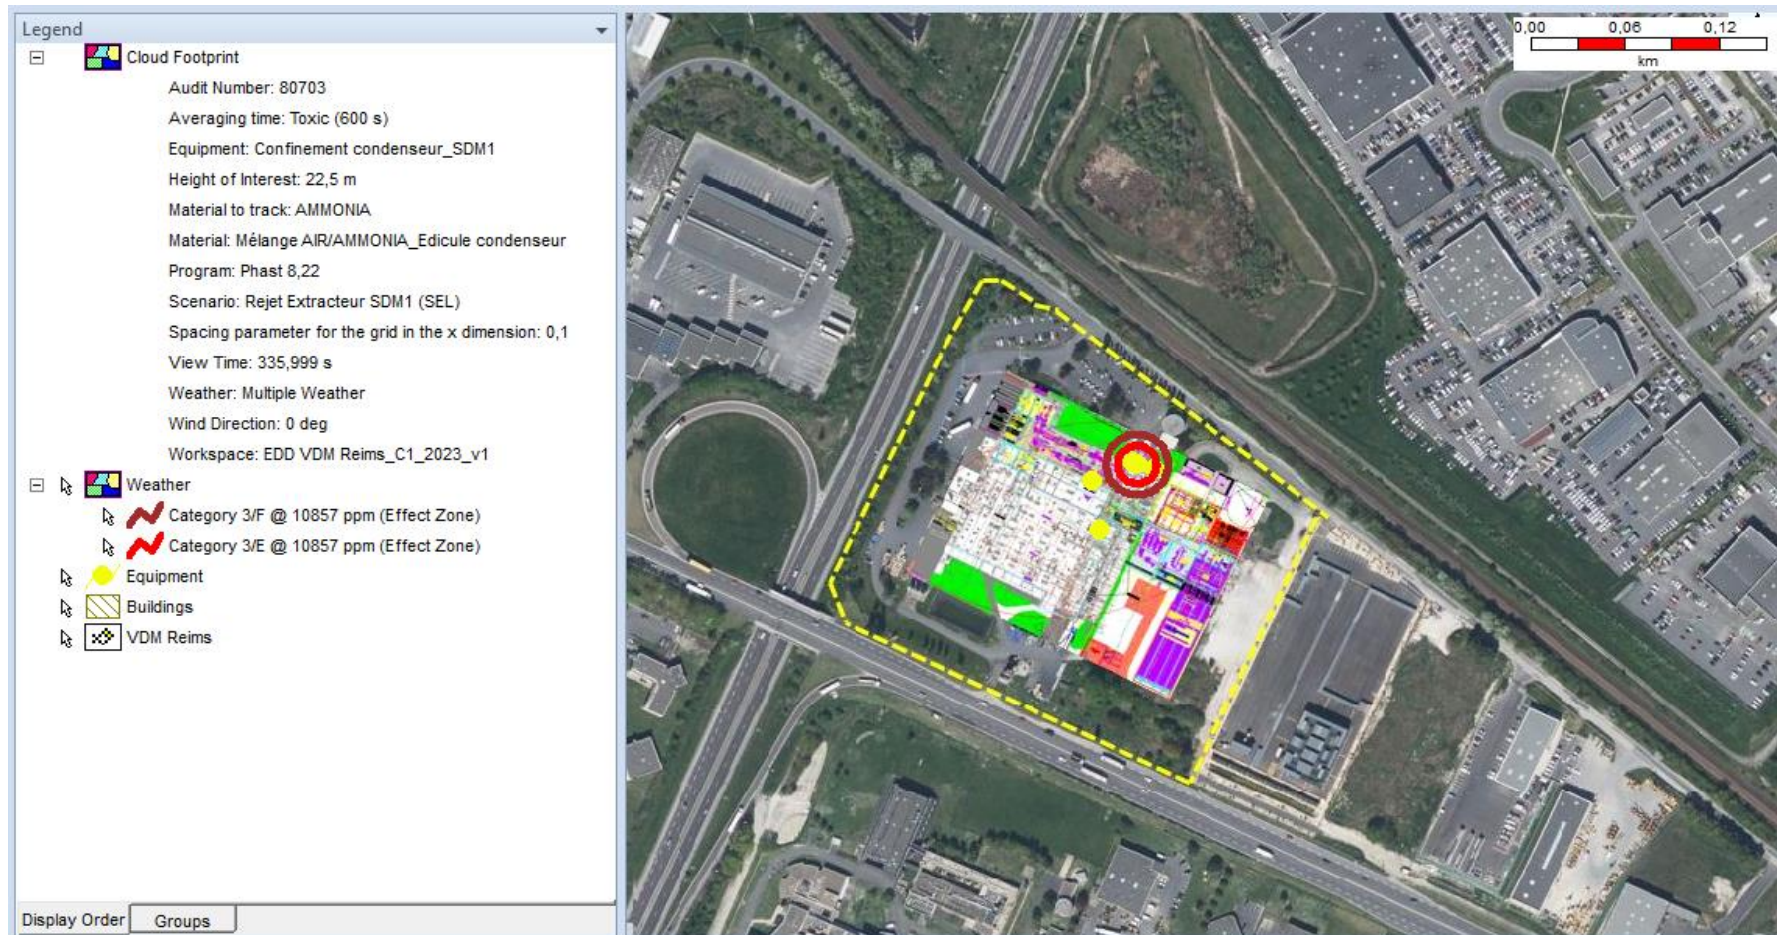 Legend
Cloud Footprint
Audit Number: 80703
Averaging time: Toxic (600 s)
Equipment: Confinement condenseur_SDM1
Height of Interest: 22,5 m
Material to track: AMMONIA
Material: Mélange AIR/AMMONIA_Edicule condenseur
Program: Phast 8,22
Scenario: Rejet Extracteur SDM1 (SEL)
Spacing parameter for the grid in the x dimension: 0,1
View Time: 335,999 s
Weather: Multiple Weather
Wind Direction: 0 deg
Workspace: EDD VDM Reims_C1_2023_v1
Weather
Category 3/F @ 10857 ppm (Effect Zone)
Category 3/E @ 10857 ppm (Effect Zone)
Equipment
Buildings
VDM Reims
Display Order Groups
0,00 0,06 0,12
km